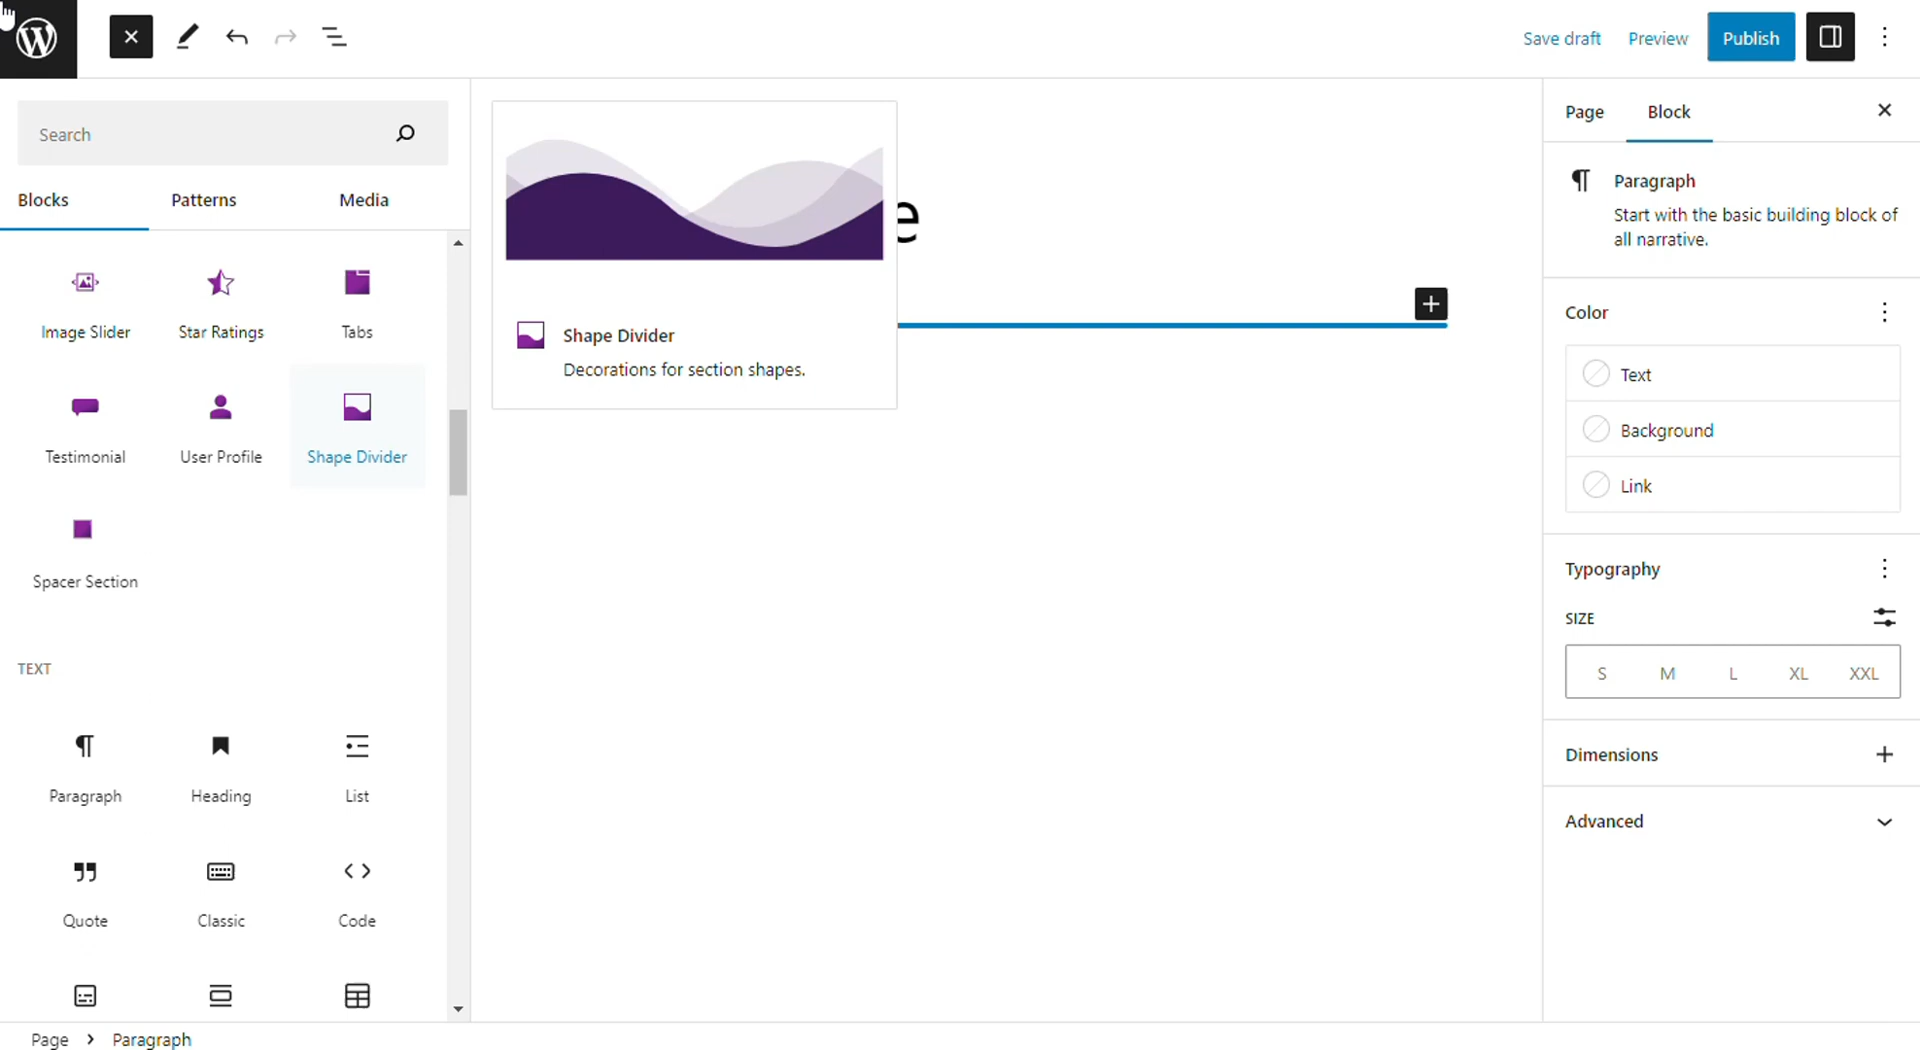 Save draft
Preview
Publish
Search
Blocks
Patterns
Media
Image Slider
Star Ratings
Tabs
Testimonial
User Profile
Shape Divider
Spacer Section
TEXT
Paragraph
Heading
List
Quote
Classic
Code
Shape Divider
Decorations for section shapes.
e
Page
Block
Paragraph
Start with the basic building block of
all narrative.
Color
Text
Background
Link
Typography
SIZE
S M L XL XXL
Dimensions
Advanced
Page
Paragraph